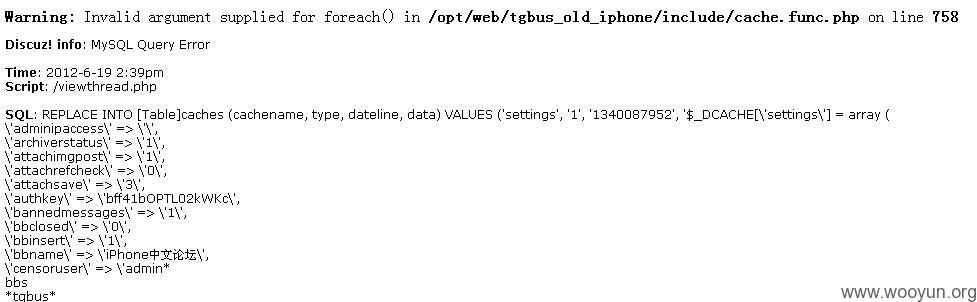 Warning: Invalid argument supplied for foreach() in /opt/web/tgbus_old_iphone/include/cache.func.php on line 758
Discuz! info: MySQL Query Error
Time: 2012-6-19 2:39pm
Script: /viewthread.php
SQL: REPLACE INTO [Table]caches (cachename, type, dateline, data) VALUES ('settings', '1', '1340087952', '$_DCACHE[\'settings\'] = array (
\'adminipaccess\' => \'\',
\'archiverstatus\' => \'1\',
\'attachimgpost\' => \'1\',
\'attachrefcheck\' => \'0\',
\'attachsave\' => \'3\',
\'authkey\' => \'bff41bOPTL02kWKc\',
\'bannedmessages\' => \'1\',
\'bbclosed\' => \'0\',
\'bbinsert\' => \'1\',
\'bbname\' => \'iPhone中文论坛\',
\'censoruser\' => \'admin*
bbs
*tgbus*
www.wooyun.org